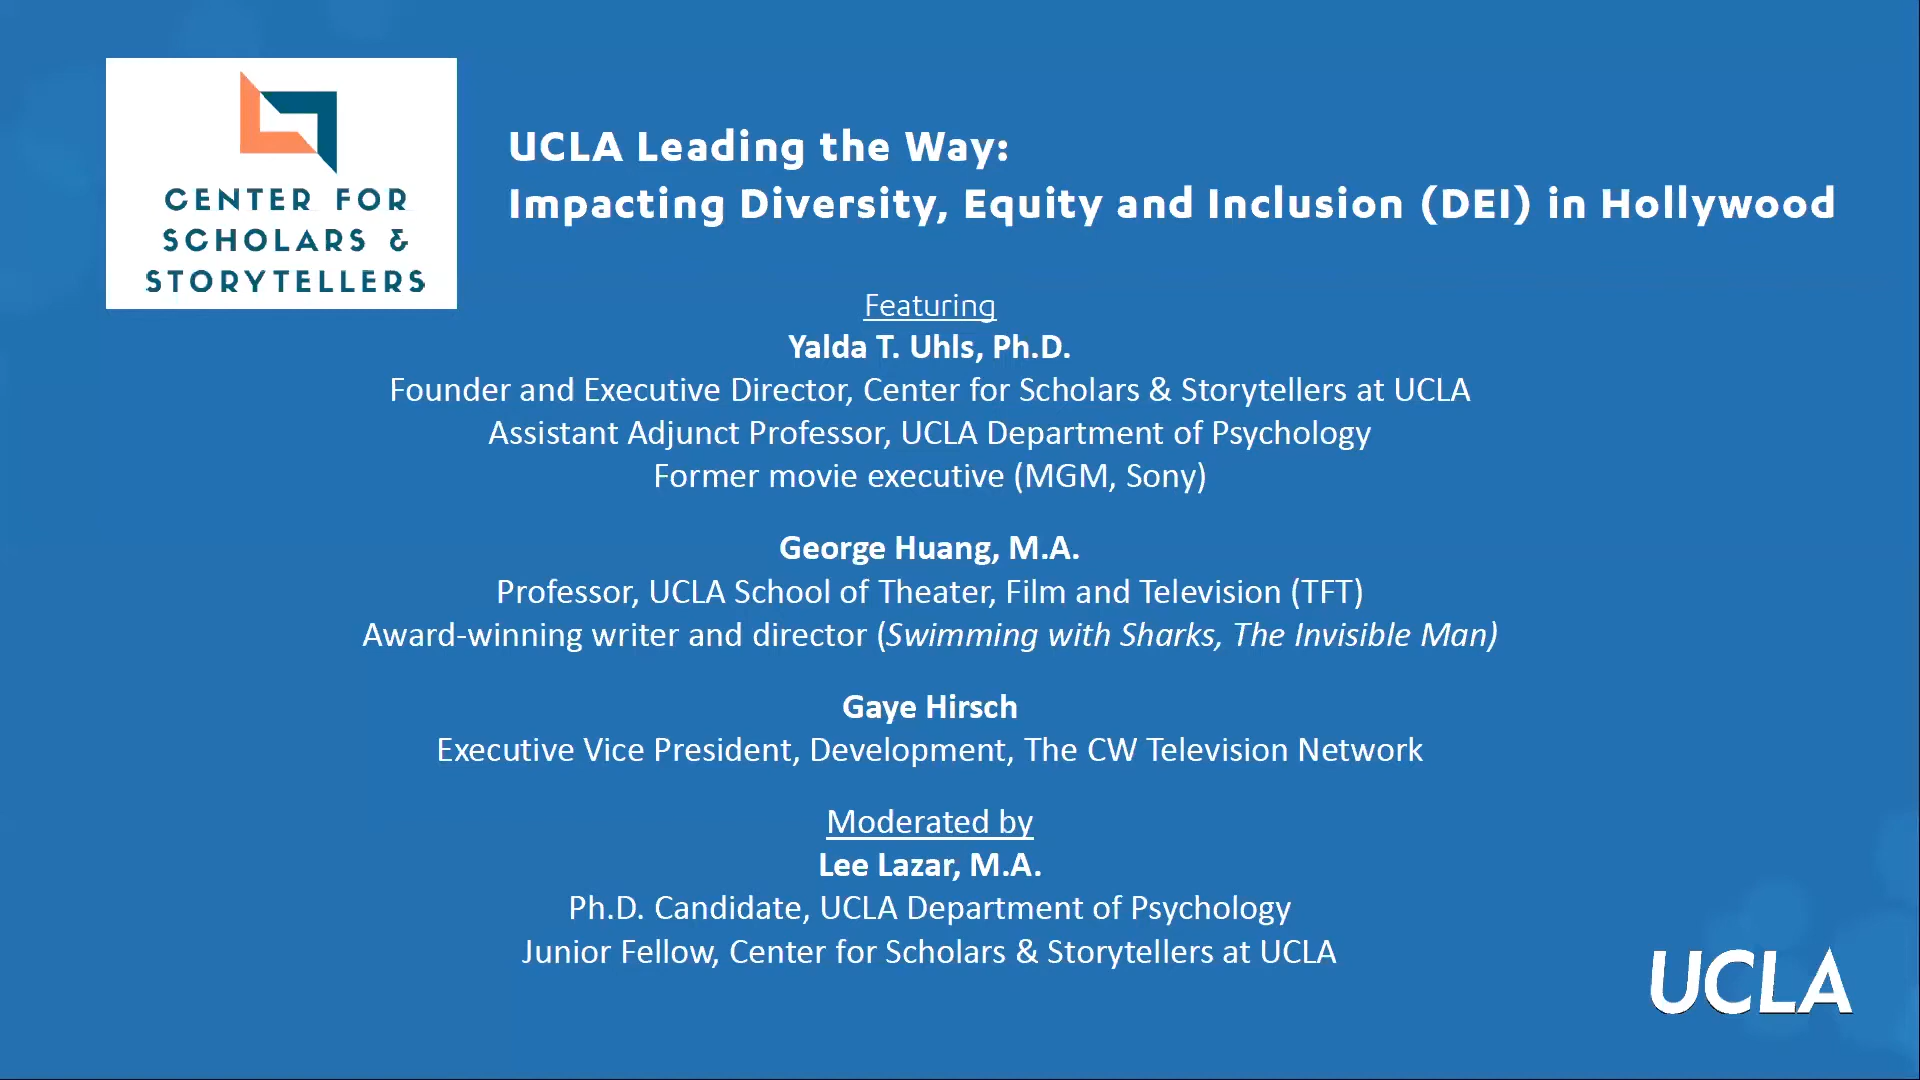 CENTER FOR
SCHOLARS &
STORYTELLERS
UCLA Leading the Way:
Impacting Diversity, Equity and Inclusion (DEI) in Hollywood
Featuring
Yalda T. Uhls, Ph.D.
Founder and Executive Director, Center for Scholars & Storytellers at UCLA
Assistant Adjunct Professor, UCLA Department of Psychology
Former movie executive (MGM, Sony)
George Huang, M.A.
Professor, UCLA School of Theater, Film and Television (TFT)
Award-winning writer and director (Swimming with Sharks, The Invisible Man)
Gaye Hirsch
Executive Vice President, Development, The CW Television Network
Moderated by
Lee Lazar, M.A.
Ph.D. Candidate, UCLA Department of Psychology
Junior Fellow, Center for Scholars & Storytellers at UCLA
UCLA